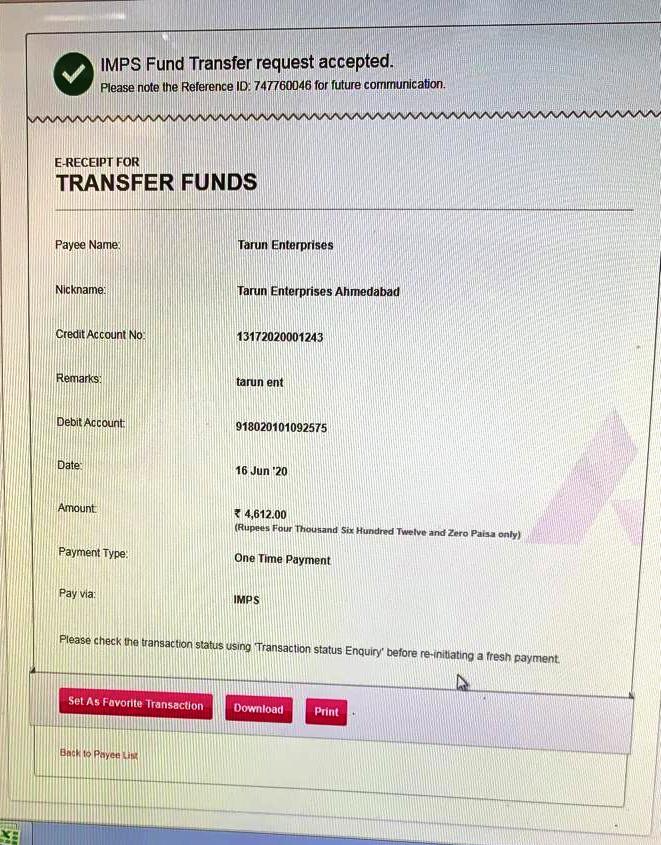 IMPS Fund Transfer request accepted.
Please note the Reference ID: 747760046 for future communication.
E-RECEIPT FOR
TRANSFER FUNDS
Payee Name: Tarun Enterprises
Nickname: Tarun Enterprises Ahmedabad
Credit Account No: 13172020001243
Remarks: tarun ent
Debit Account: 918020101092575
Date: 16 Jun '20
Amount: ₹ 4,612.00
(Rupees Four Thousand Six Hundred Twelve and Zero Paisa only)
Payment Type: One Time Payment
Pay via: IMPS
Please check the transaction status using 'Transaction status Enquiry' before re-initiating a fresh payment.
Set As Favorite Transaction Download Print
Back to Payee List